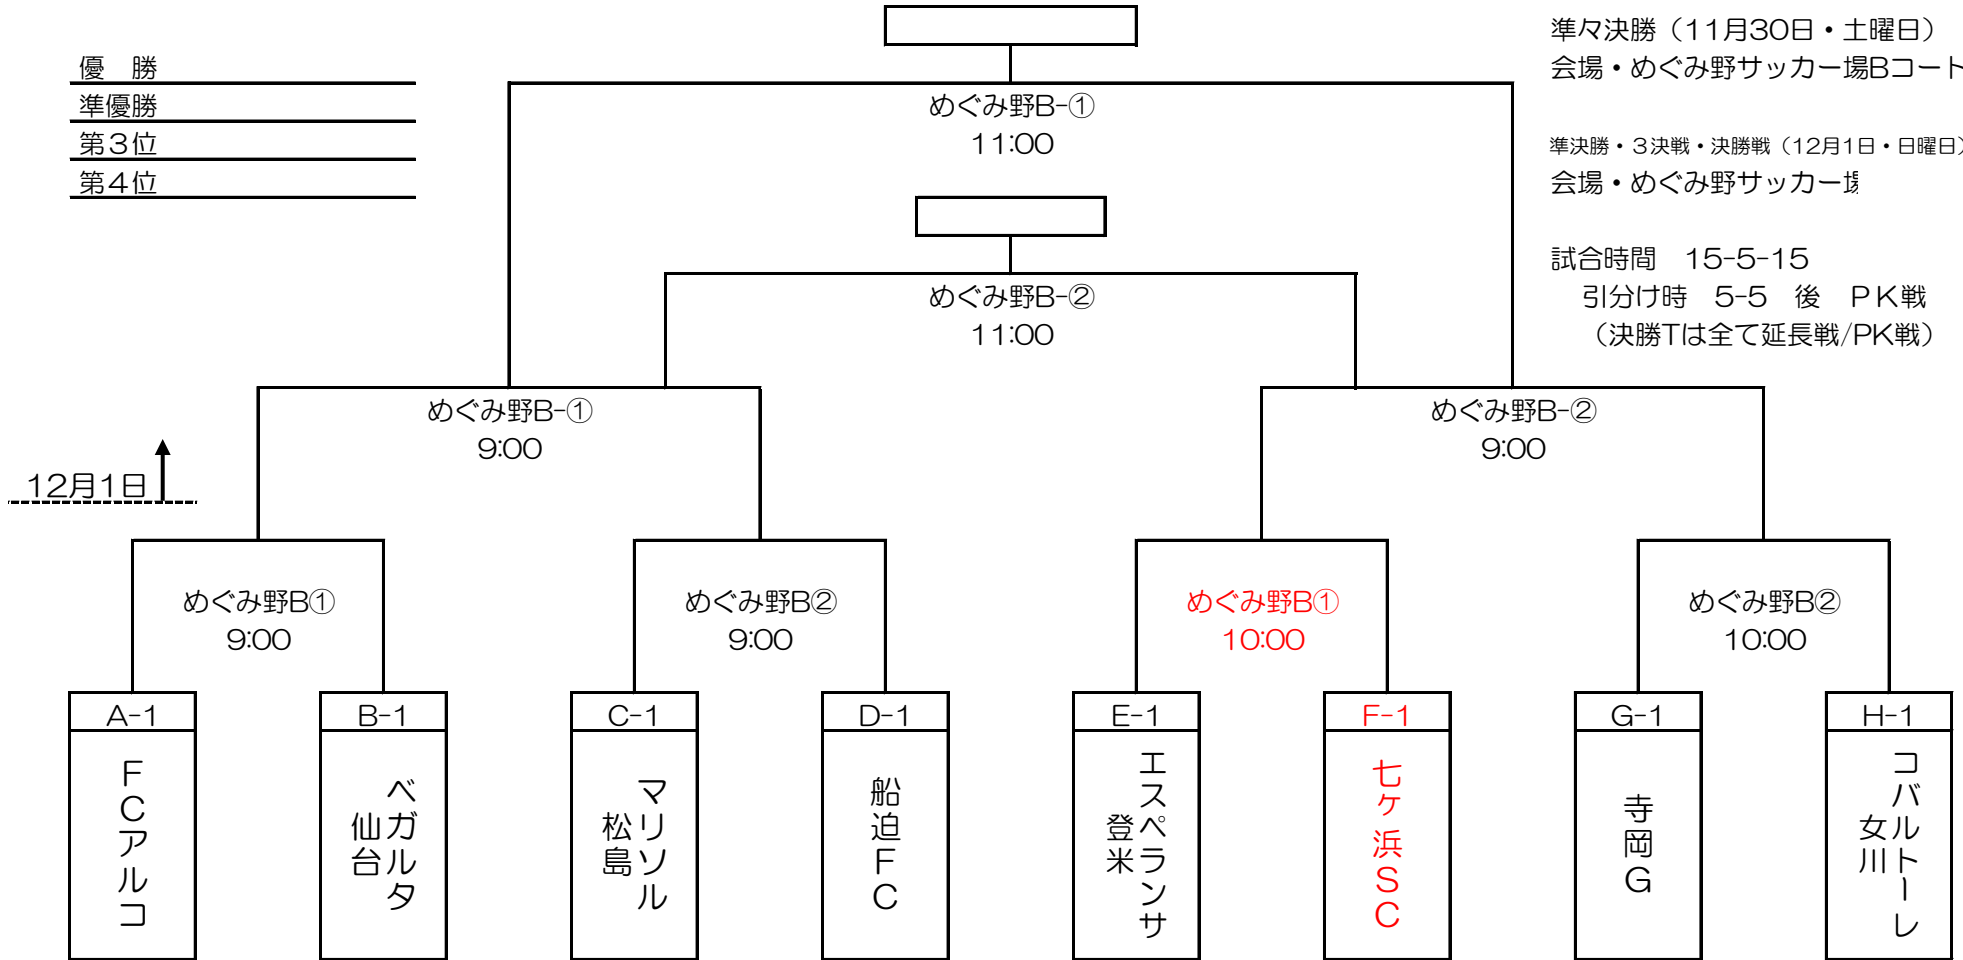 優　勝
準優勝
第３位
第４位
準々決勝（11月30日・土曜日）
会場・めぐみ野サッカー場Bコート
準決勝・３決戦・決勝戦（12月1日・日曜日）
会場・めぐみ野サッカー場
試合時間　15-5-15
引分け時　5-5　後　ＰＫ戦
（決勝Tは全て延長戦/PK戦）
めぐみ野B-①
11:00
めぐみ野B-②
11:00
めぐみ野B-①
9:00
めぐみ野B-②
9:00
12月1日
めぐみ野B①
9:00
めぐみ野B②
9:00
めぐみ野B①
10:00
めぐみ野B②
10:00
A-1
B-1
C-1
D-1
E-1
F-1
G-1
H-1
ＦＣアルコ
ベガルタ
仙台
マリソル
松島
船迫ＦＣ
エスペランサ
登米
七ヶ浜ＳＣ
寺岡Ｇ
コバルトーレ
女川